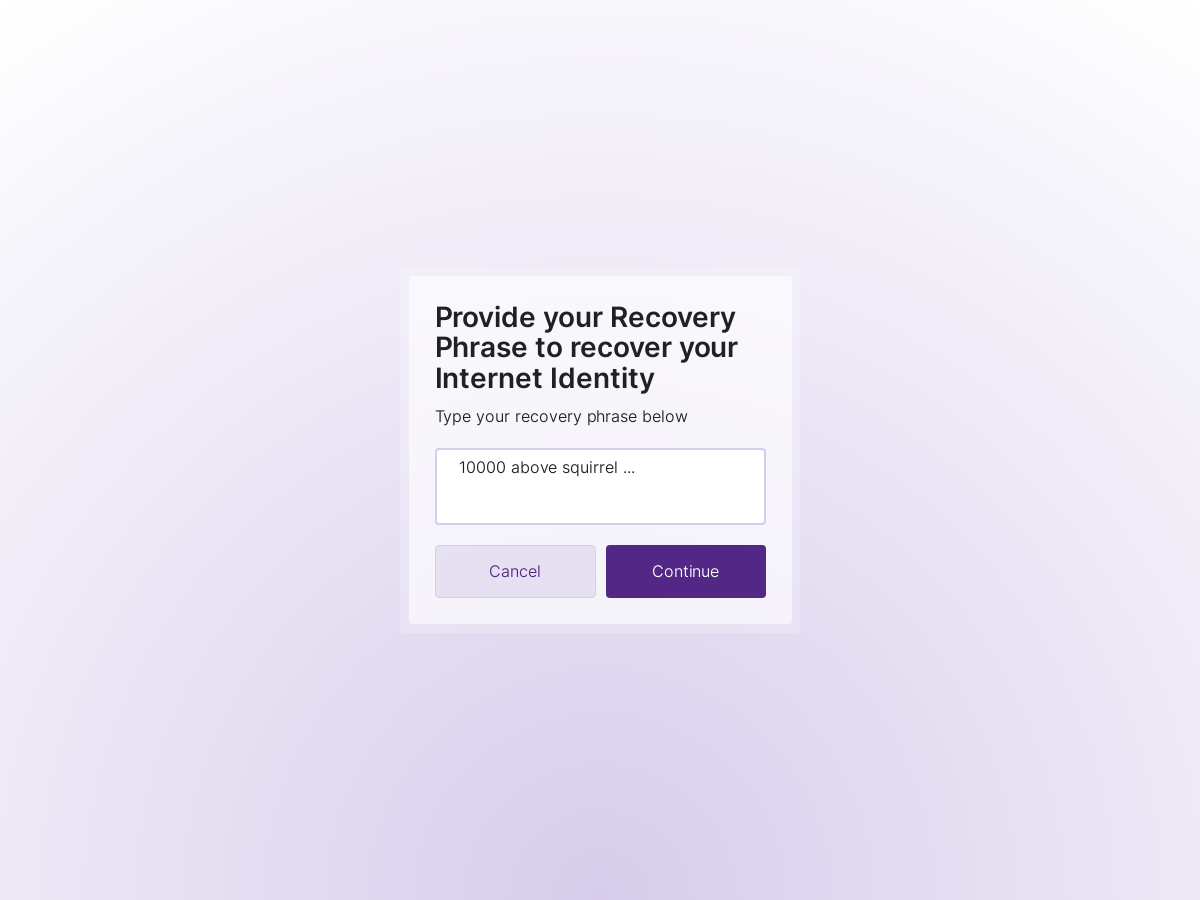 Provide your Recovery
Phrase to recover your
Internet Identity
Type your recovery phrase below
10000 above squirrel ...
Cancel
Continue